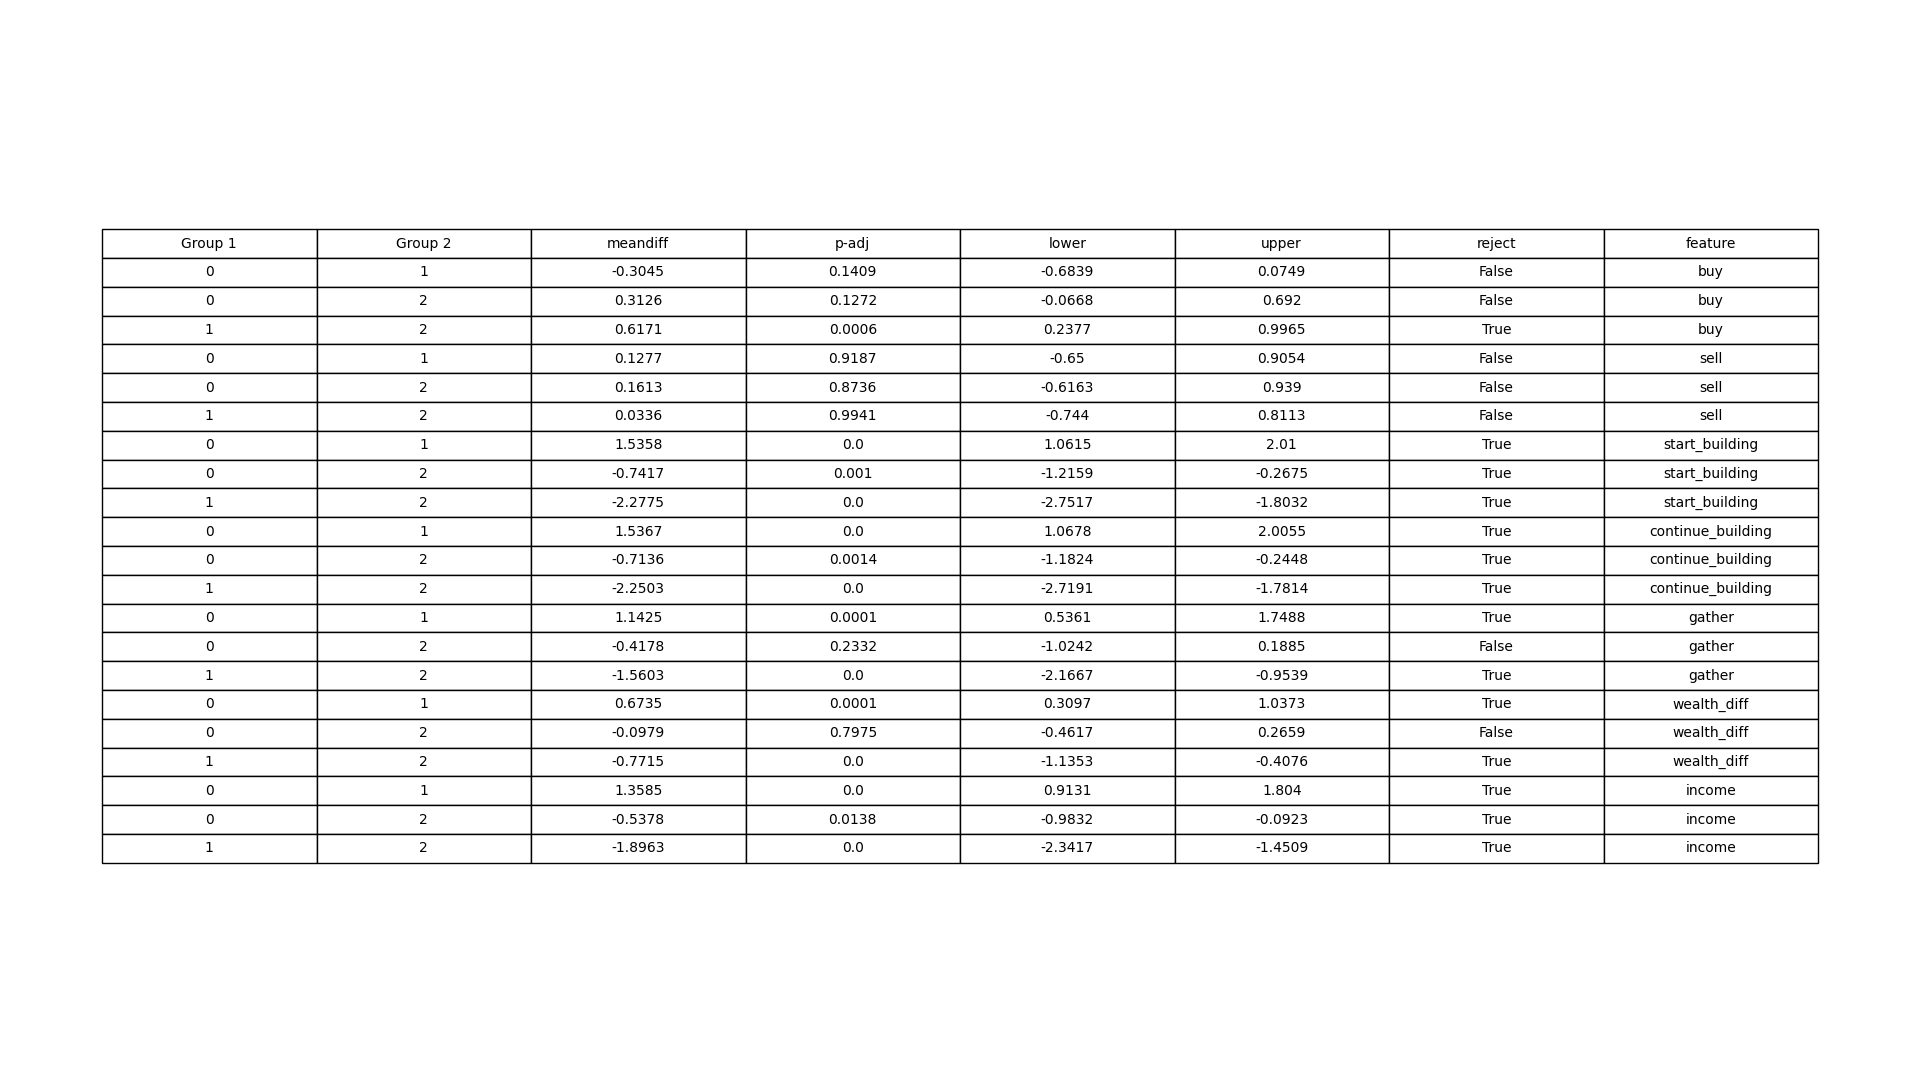 Group 1 Group 2 meandiff p-adj lower upper reject feature
0 1 -0.3045 0.1409 -0.6839 0.0749 False buy
0 2 0.3126 0.1272 -0.0668 0.692 False buy
1 2 0.6171 0.0006 0.2377 0.9965 True buy
0 1 0.1277 0.9187 -0.65 0.9054 False sell
0 2 0.1613 0.8736 -0.6163 0.939 False sell
1 2 0.0336 0.9941 -0.744 0.8113 False sell
0 1 1.5358 0.0 1.0615 2.01 True start_building
0 2 -0.7417 0.001 -1.2159 -0.2675 True start_building
1 2 -2.2775 0.0 -2.7517 -1.8032 True start_building
0 1 1.5367 0.0 1.0678 2.0055 True continue_building
0 2 -0.7136 0.0014 -1.1824 -0.2448 True continue_building
1 2 -2.2503 0.0 -2.7191 -1.7814 True continue_building
0 1 1.1425 0.0001 0.5361 1.7488 True gather
0 2 -0.4178 0.2332 -1.0242 0.1885 False gather
1 2 -1.5603 0.0 -2.1667 -0.9539 True gather
0 1 0.6735 0.0001 0.3097 1.0373 True wealth_diff
0 2 -0.0979 0.7975 -0.4617 0.2659 False wealth_diff
1 2 -0.7715 0.0 -1.1353 -0.4076 True wealth_diff
0 1 1.3585 0.0 0.9131 1.804 True income
0 2 -0.5378 0.0138 -0.9832 -0.0923 True income
1 2 -1.8963 0.0 -2.3417 -1.4509 True income